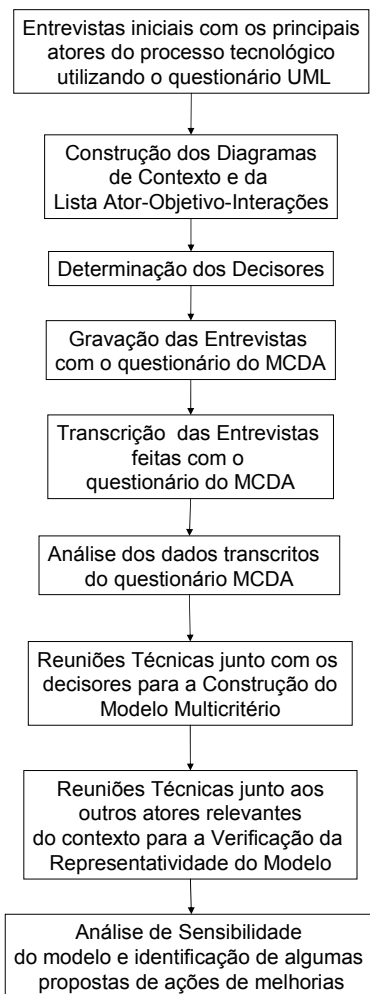 Entrevistas iniciais com os principais
atores do processo tecnológico
utilizando o questionário UML
Construção dos Diagramas
de Contexto e da
Lista Ator-Objetivo-Interações
Determinação dos Decisores
Gravação das Entrevistas
com o questionário do MCDA
Transcrição das Entrevistas
feitas com o
questionário do MCDA
Análise dos dados transcritos
do questionário MCDA
Reuniões Técnicas junto com os
decisores para a Construção do
Modelo Multicritério
Reuniões Técnicas junto aos
outros atores relevantes
do contexto para a Verificação da
Representatividade do Modelo
Análise de Sensibilidade
do modelo e identificação de algumas
propostas de ações de melhorias